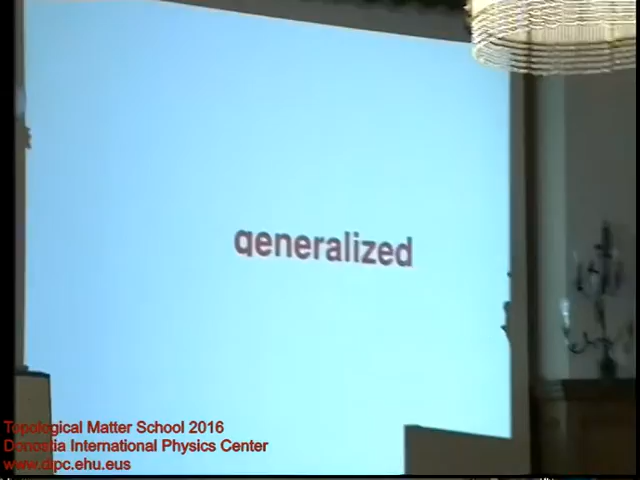 generalized
Topological Matter School 2016
Donostia International Physics Center
www.dipc.ehu.eus